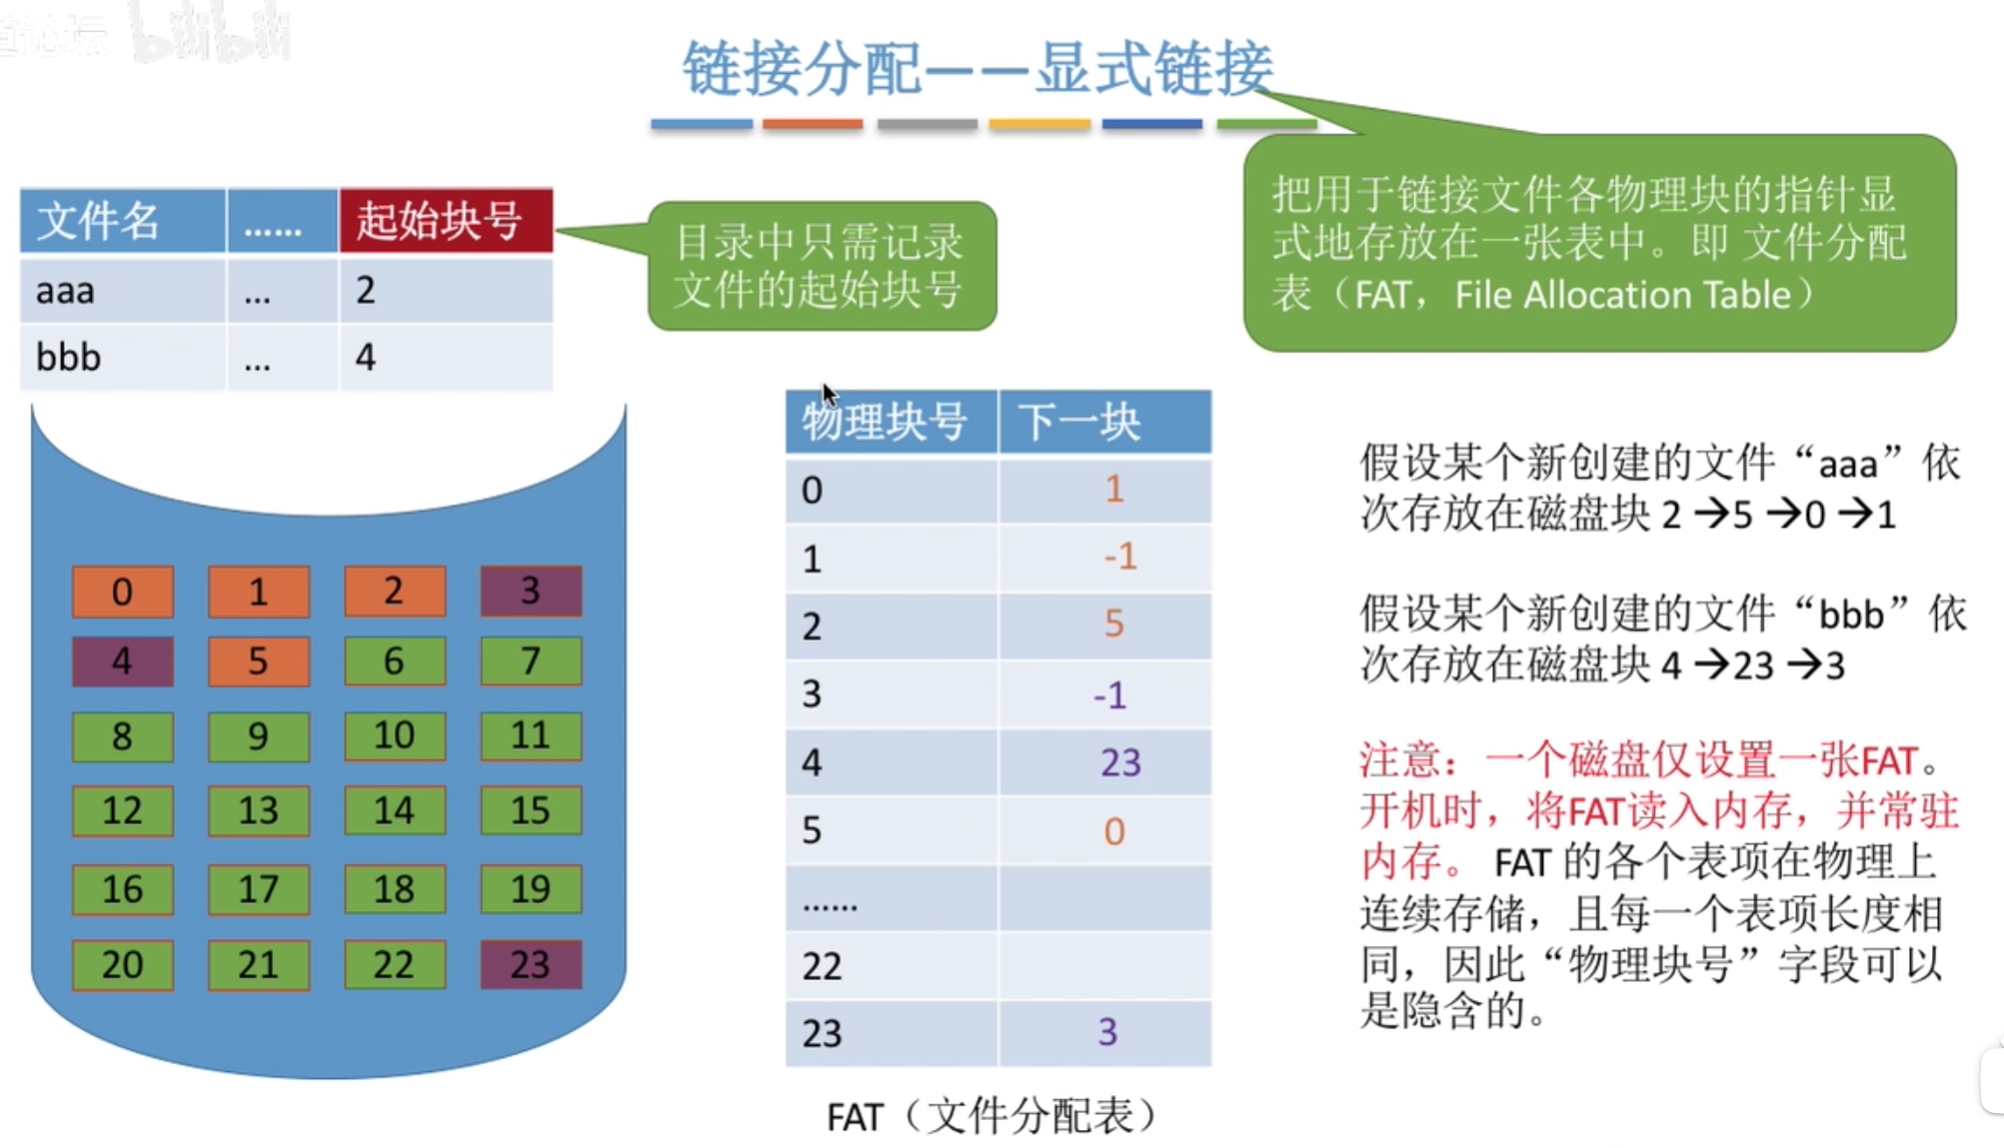 道论坛 bilibili
链接分配——显式链接
把用于链接文件各物理块的指针显
式地存放在一张表中。即 文件分配
表（FAT，File Allocation Table）
文件名 …… 起始块号
aaa … 2
bbb … 4
目录中只需记录
文件的起始块号
0 1 2 3
4 5 6 7
8 9 10 11
12 13 14 15
16 17 18 19
20 21 22 23
物理块号 下一块
0 1
1 -1
2 5
3 -1
4 23
5 0
……
22
23 3
FAT（文件分配表）
假设某个新创建的文件“aaa”依
次存放在磁盘块 2 →5 →0 →1
假设某个新创建的文件“bbb”依
次存放在磁盘块 4 →23 →3
注意：一个磁盘仅设置一张FAT。
开机时，将FAT读入内存，并常驻
内存。 FAT 的各个表项在物理上
连续存储，且每一个表项长度相
同，因此“物理块号”字段可以
是隐含的。